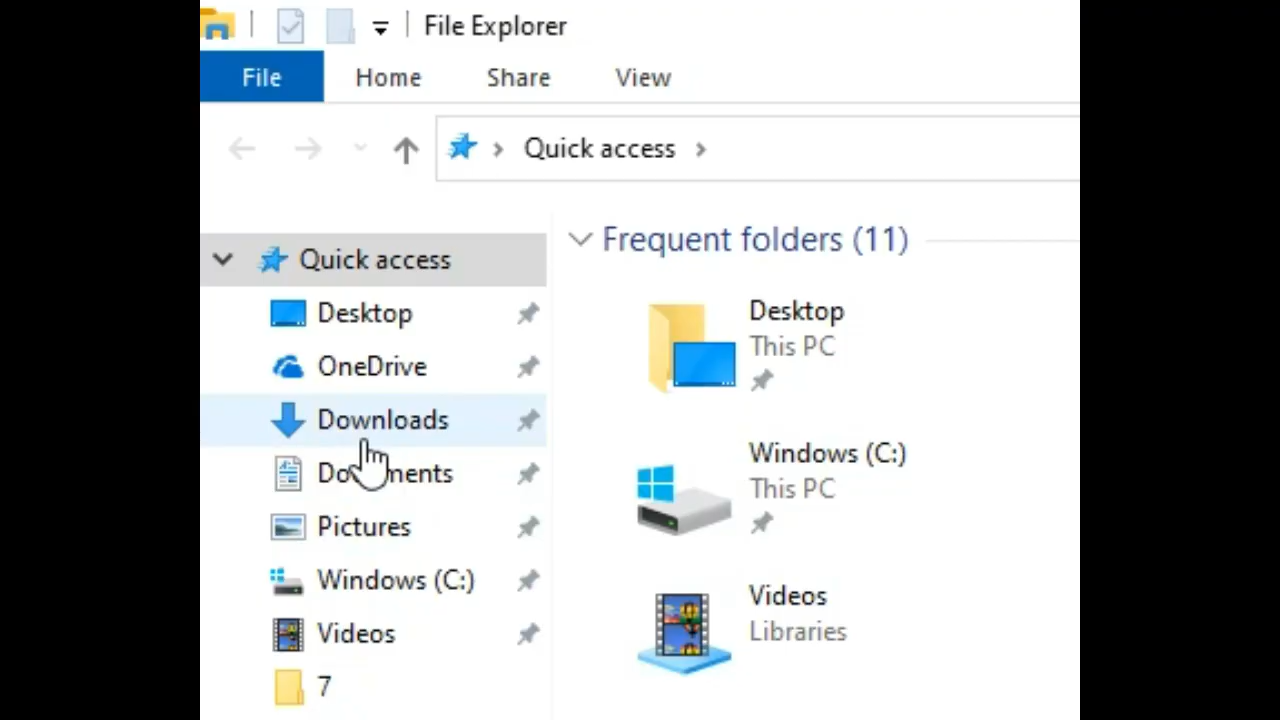 File Explorer
File Home Share View
Quick access
Quick access
Desktop
OneDrive
Downloads
Documents
Pictures
Windows (C:)
Videos
7
Frequent folders (11)
Desktop
This PC
Windows (C:)
This PC
Videos
Libraries